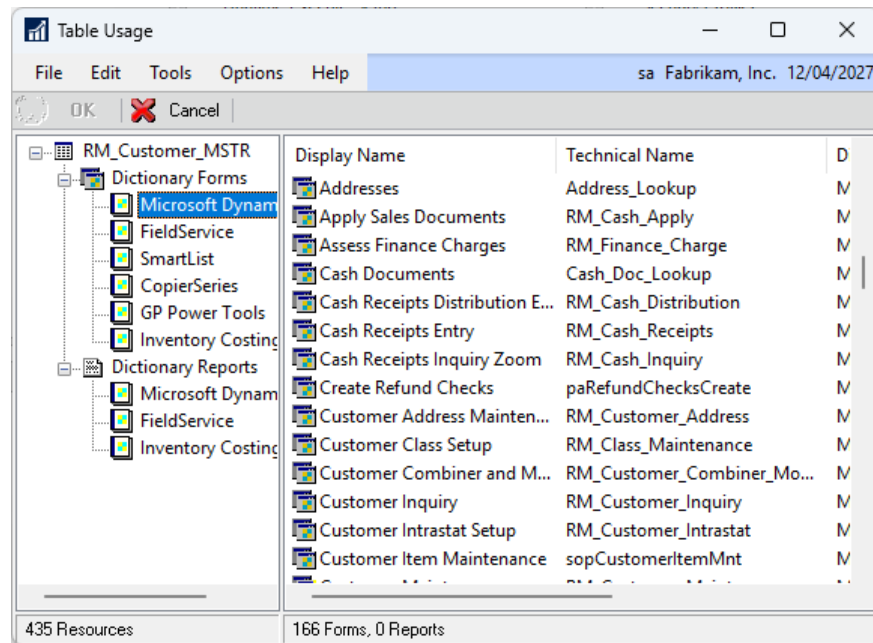 Table Usage
File Edit Tools Options Help sa Fabrikam, Inc. 12/04/2027
OK Cancel
RM_Customer_MSTR
Dictionary Forms
Microsoft Dynam
FieldService
SmartList
CopierSeries
GP Power Tools
Inventory Costing
Dictionary Reports
Microsoft Dynam
FieldService
Inventory Costing
Display Name Technical Name D
Addresses Address_Lookup M
Apply Sales Documents RM_Cash_Apply M
Assess Finance Charges RM_Finance_Charge M
Cash Documents Cash_Doc_Lookup M
Cash Receipts Distribution E... RM_Cash_Distribution M
Cash Receipts Entry RM_Cash_Receipts M
Cash Receipts Inquiry Zoom RM_Cash_Inquiry M
Create Refund Checks paRefundChecksCreate M
Customer Address Mainten... RM_Customer_Address M
Customer Class Setup RM_Class_Maintenance M
Customer Combiner and M... RM_Customer_Combiner_Mo... M
Customer Inquiry RM_Customer_Inquiry M
Customer Intrastat Setup RM_Customer_Intrastat M
Customer Item Maintenance sopCustomerItemMnt M
435 Resources 166 Forms, 0 Reports